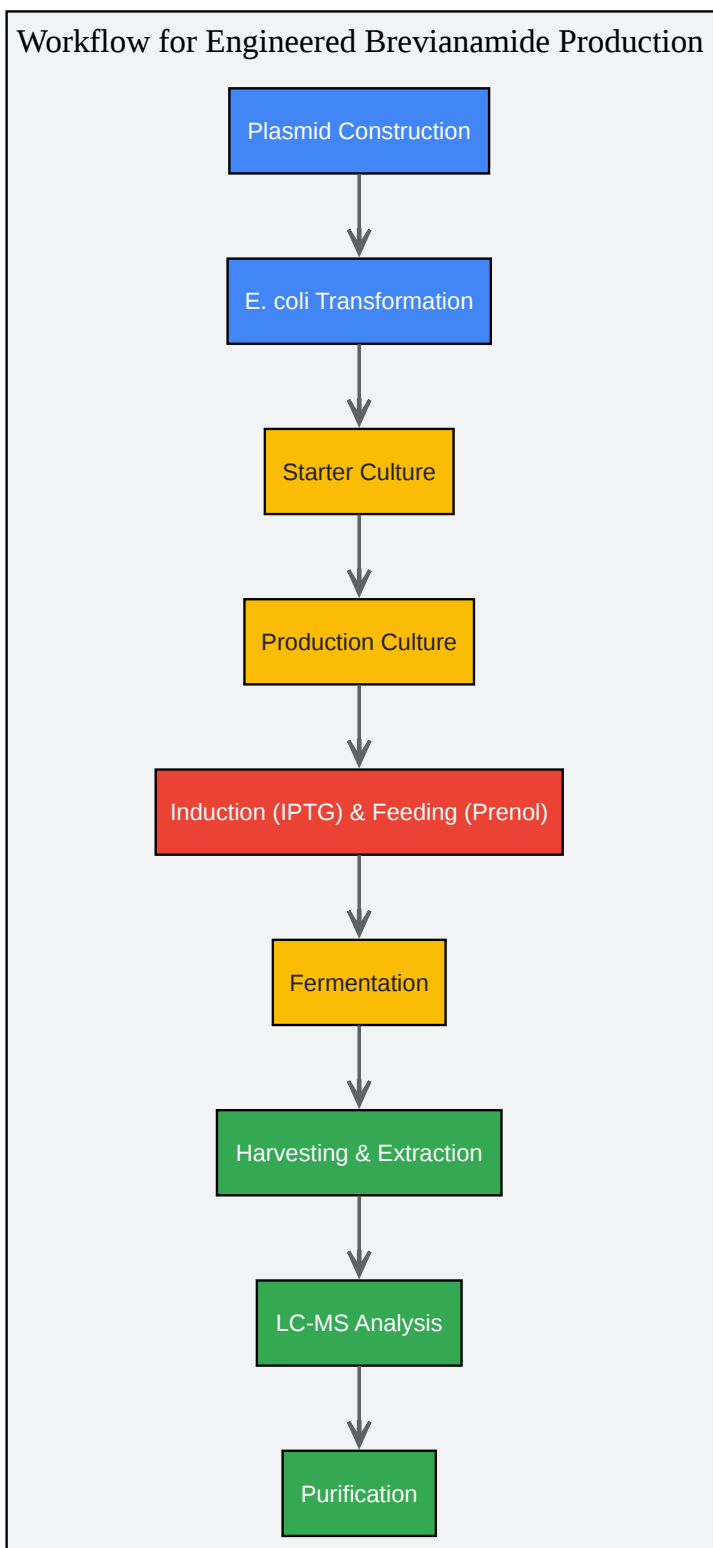 Workflow for Engineered Brevianamide Production
Plasmid Construction
E. coli Transformation
Starter Culture
Production Culture
Induction (IPTG) & Feeding (Prenol)
Fermentation
Harvesting & Extraction
LC-MS Analysis
Purification